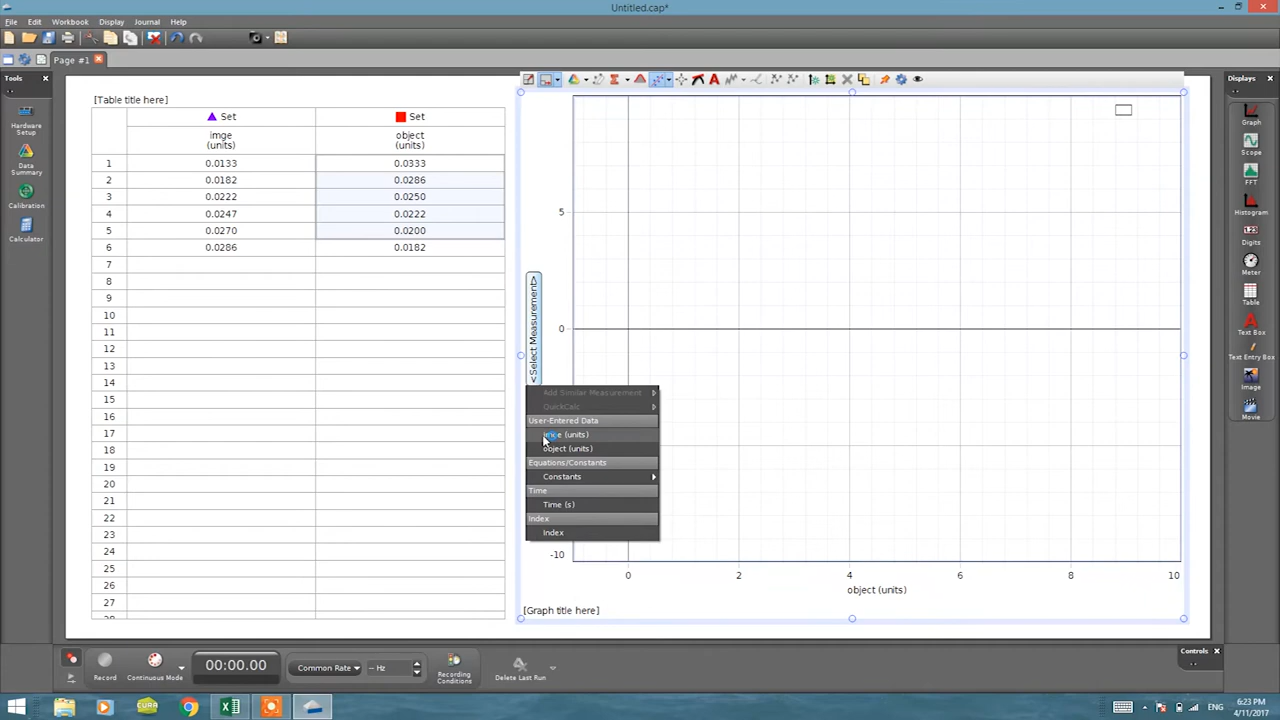 Untitled.cap*
File Edit Workbook Display Journal Help
Page #1
Tools
Displays
Hardware Setup
Data Summary
Calibration
Calculator
[Table title here]
Set Set
imge (units) object (units)
1 0.0133 0.0333
2 0.0182 0.0286
3 0.0222 0.0250
4 0.0247 0.0222
5 0.0270 0.0200
6 0.0286 0.0182
7
8
9
10
11
12
13
14
15
16
17
18
19
20
21
22
23
24
25
26
27
28
5
0
-10
<Select Measurement>
Add Similar Measurement
QuickCalc
User-Entered Data
imge (units)
object (units)
Equations/Constants
Constants
Time
Time (s)
Index
Index
0 2 4 6 8 10
object (units)
[Graph title here]
Graph
Scope
FFT
Histogram
Digits
Meter
Table
Text Box
Text Entry Box
Image
Movie
Controls
Record
Continuous Mode
00:00.00
Common Rate
-- Hz
Recording Conditions
Delete Last Run
ENG
6:23 PM
4/11/2017